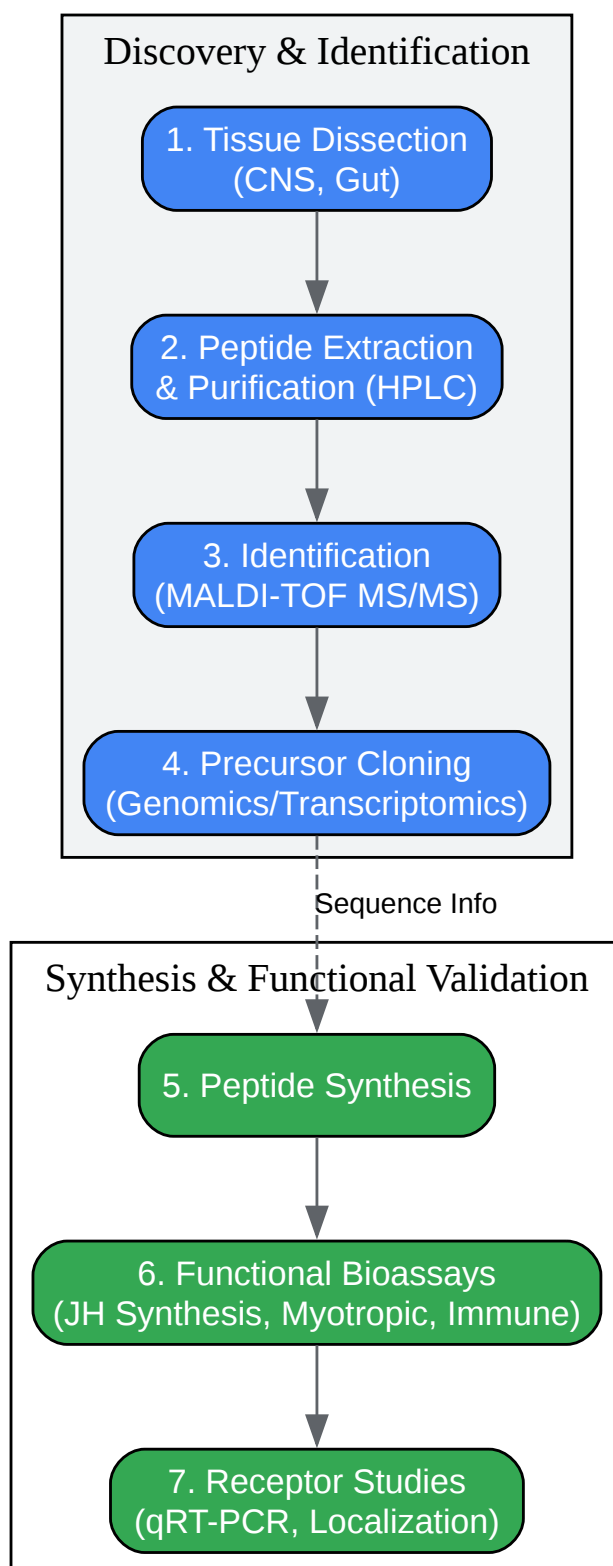 Discovery & Identification
1. Tissue Dissection
(CNS, Gut)
2. Peptide Extraction
& Purification (HPLC)
3. Identification
(MALDI-TOF MS/MS)
4. Precursor Cloning
(Genomics/Transcriptomics)
Sequence Info
Synthesis & Functional Validation
5. Peptide Synthesis
6. Functional Bioassays
(JH Synthesis, Myotropic, Immune)
7. Receptor Studies
(qRT-PCR, Localization)